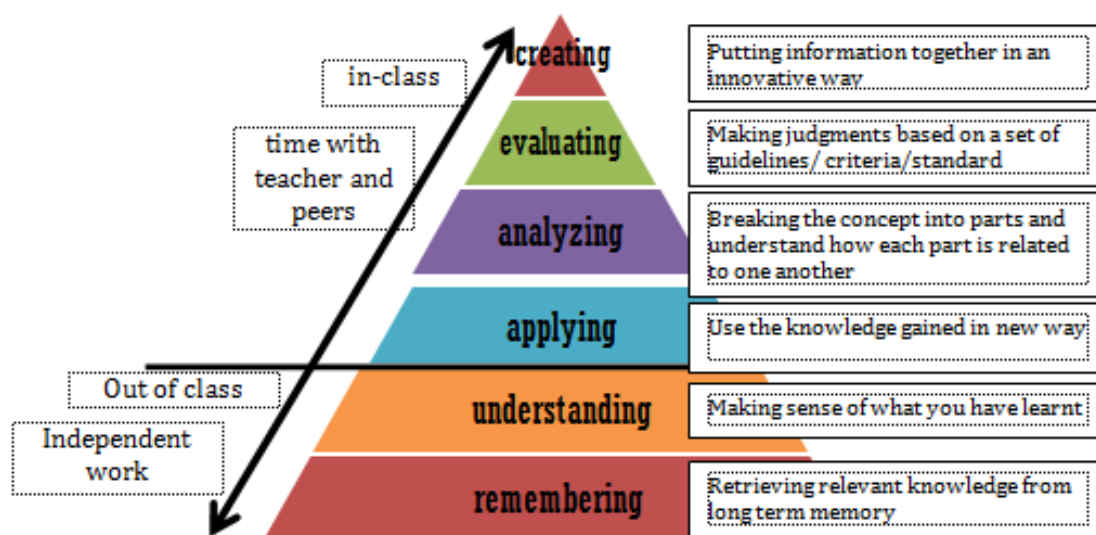 creating
Putting information together in an
innovative way
in-class
evaluating
Making judgments based on a set of
guidelines/ criteria/standard
time with
teacher and
peers
analyzing
Breaking the concept into parts and
understand how each part is related
to one another
applying
Use the knowledge gained in new way
Out of class
understanding
Making sense of what you have learnt
Independent
work
remembering
Retrieving relevant knowledge from
long term memory